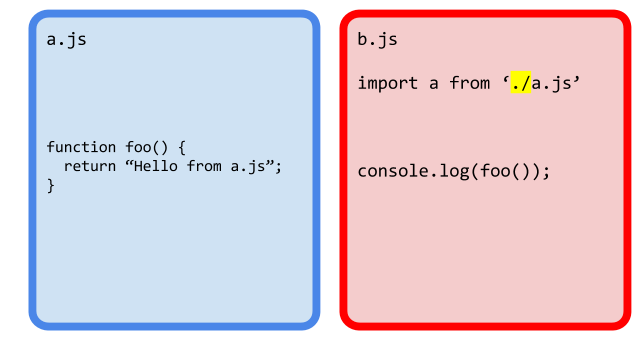 a.js
function foo() {
  return “Hello from a.js”;
}
b.js
import a from ‘./a.js’
console.log(foo());